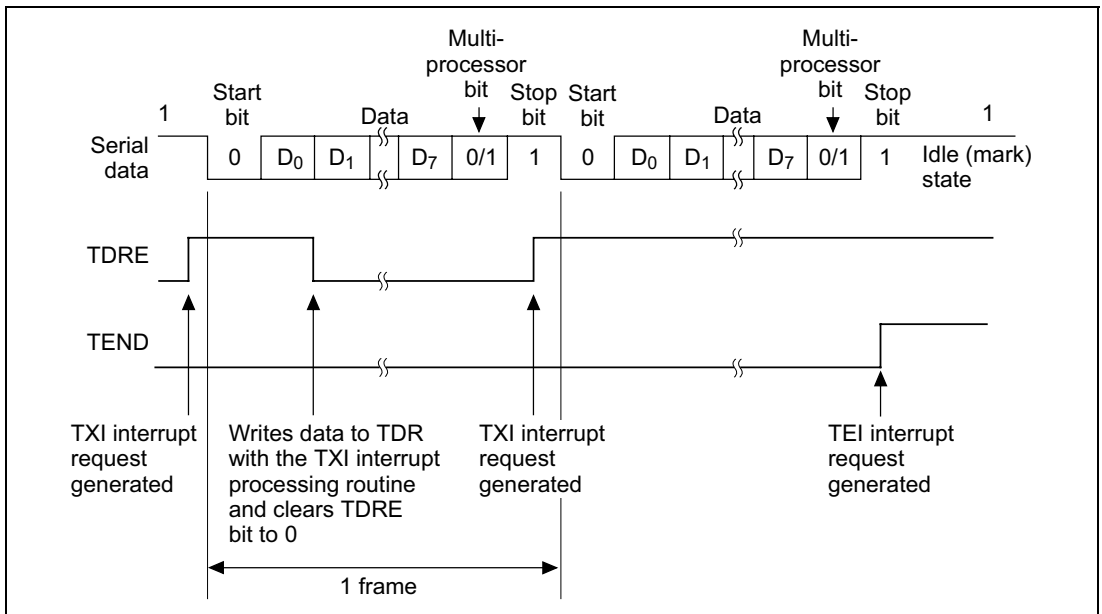 Multi-
processor
bit
Multi-
processor
bit
Start
bit
Data
Stop
bit
Start
bit
Data
Stop
bit
1
1
Serial
data
0
D0
D1
D7
0/1
1
0
D0
D1
D7
0/1
1
Idle (mark)
state
TDRE
TEND
TXI interrupt
request
generated
Writes data to TDR
with the TXI interrupt
processing routine
and clears TDRE
bit to 0
TXI interrupt
request
generated
TEI interrupt
request
generated
1 frame